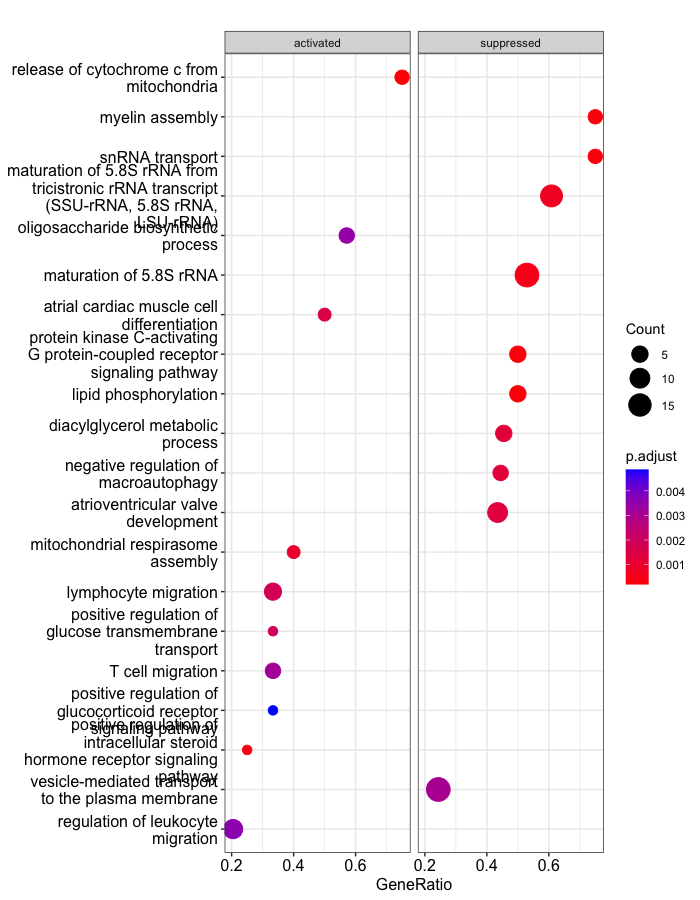 activated
suppressed
release of cytochrome c from
mitochondria
myelin assembly
snRNA transport
maturation of 5.8S rRNA from
tricistronic rRNA transcript
(SSU-rRNA, 5.8S rRNA,
LSU-rRNA)
oligosaccharide biosynthetic
process
maturation of 5.8S rRNA
atrial cardiac muscle cell
differentiation
protein kinase C-activating
G protein-coupled receptor
signaling pathway
lipid phosphorylation
diacylglycerol metabolic
process
negative regulation of
macroautophagy
atrioventricular valve
development
mitochondrial respirasome
assembly
lymphocyte migration
positive regulation of
glucose transmembrane
transport
T cell migration
positive regulation of
glucocorticoid receptor
signaling pathway
positive regulation of
intracellular steroid
hormone receptor signaling
pathway
vesicle-mediated transport
to the plasma membrane
regulation of leukocyte
migration
0.2 0.4 0.6
0.2 0.4 0.6
GeneRatio
Count
5
10
15
p.adjust
0.004
0.003
0.002
0.001